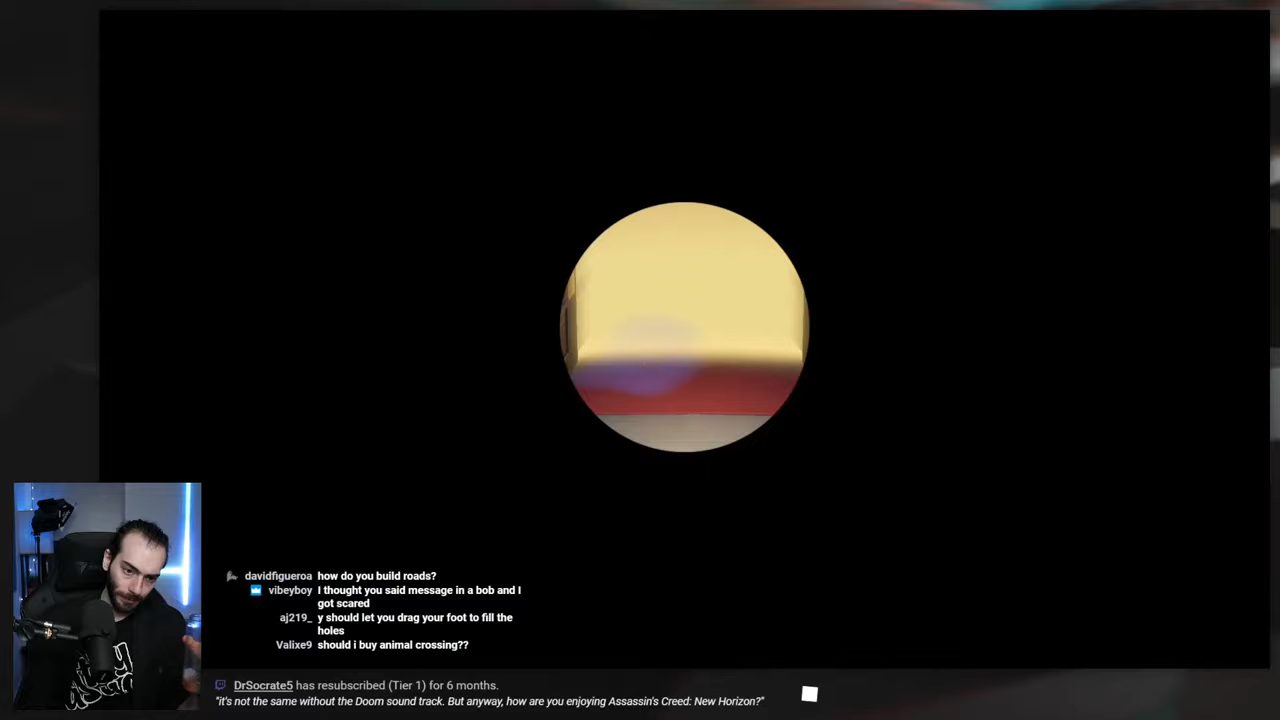 davidfigueroa how do you build roads?
vibeyboy I thought you said message in a bob and I
got scared
aj219_ y should let you drag your foot to fill the
holes
Valixe9 should i buy animal crossing??
DrSocrate5 has resubscribed (Tier 1) for 6 months.
"it's not the same without the Doom sound track. But anyway, how are you enjoying Assassin's Creed: New Horizon?"